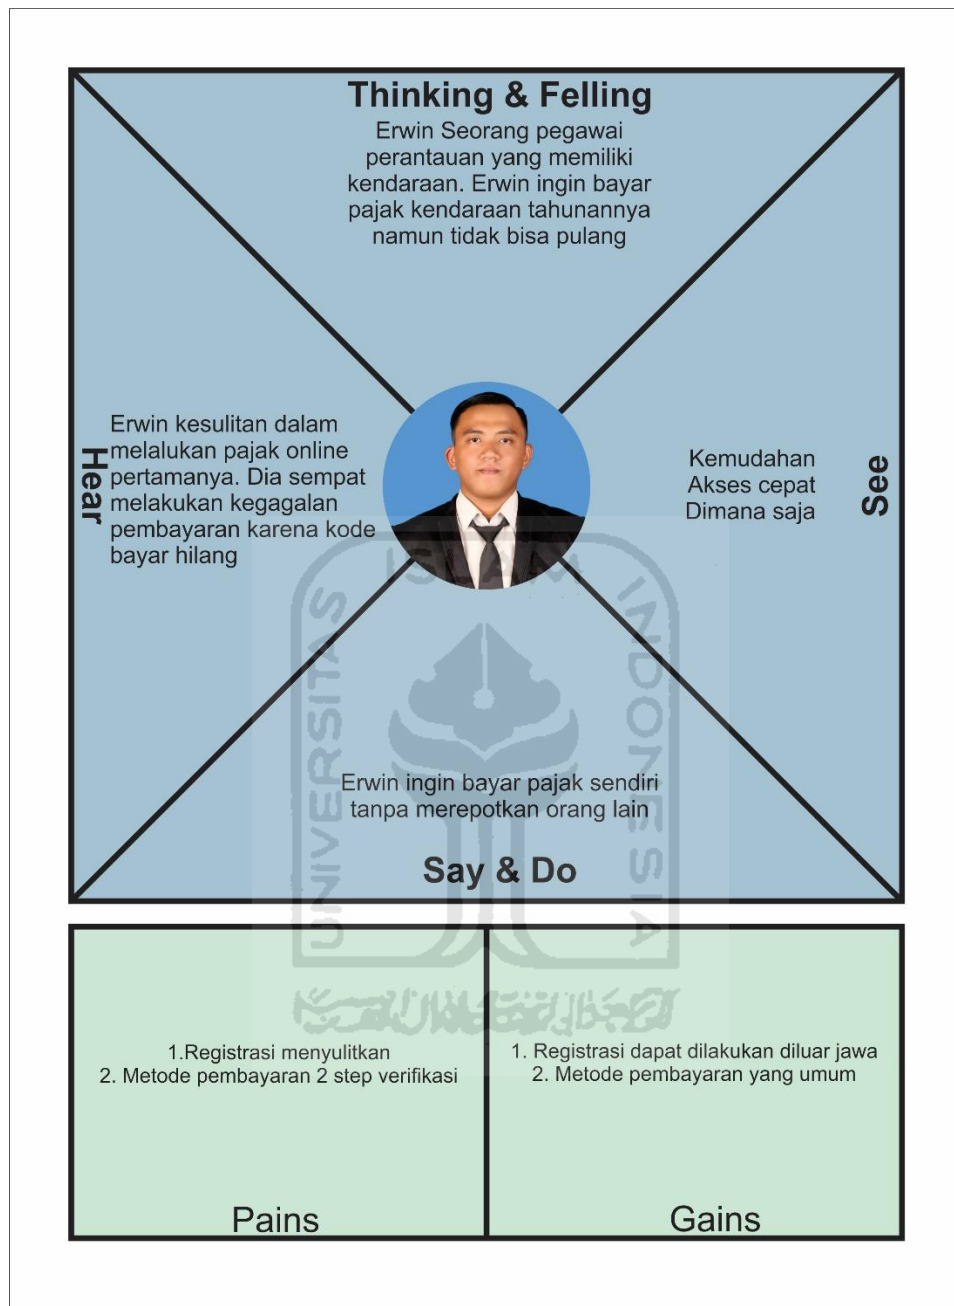 Thinking & Felling
Erwin Seorang pegawai
perantauan yang memiliki
kendaraan. Erwin ingin bayar
pajak kendaraan tahunannya
namun tidak bisa pulang
Hear
Erwin kesulitan dalam
melalukan pajak online
pertamanya. Dia sempat
melakukan kegagalan
pembayaran karena kode
bayar hilang
Kemudahan
Akses cepat
Dimana saja
See
Erwin ingin bayar pajak sendiri
tanpa merepotkan orang lain
Say & Do
UNIVERSITAS
ISLAM
INDONESIA
1.Registrasi menyulitkan
2. Metode pembayaran 2 step verifikasi
Pains
1. Registrasi dapat dilakukan diluar jawa
2. Metode pembayaran yang umum
Gains